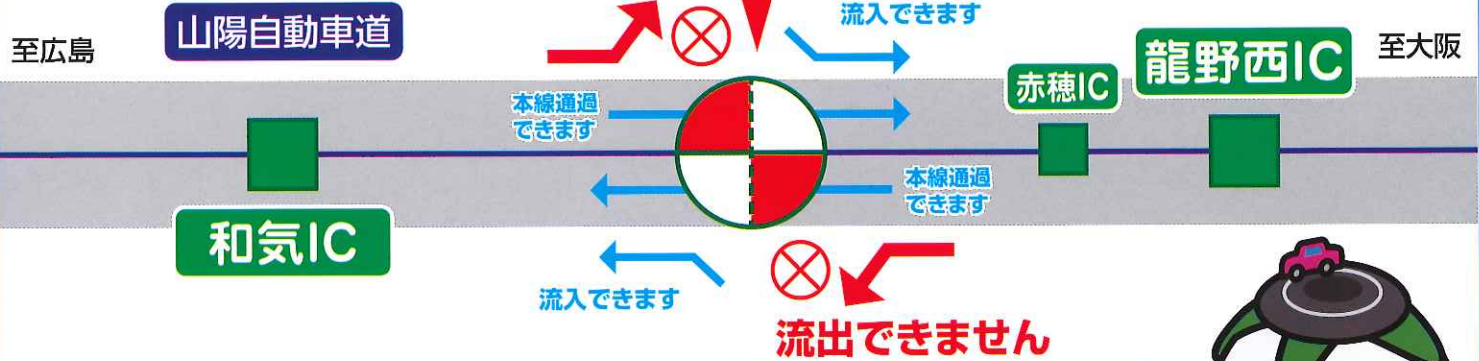 流入できます
至広島
山陽自動車道
赤穂IC
龍野西IC
至大阪
本線通過
できます
本線通過
できます
和気IC
流入できます
流出できません